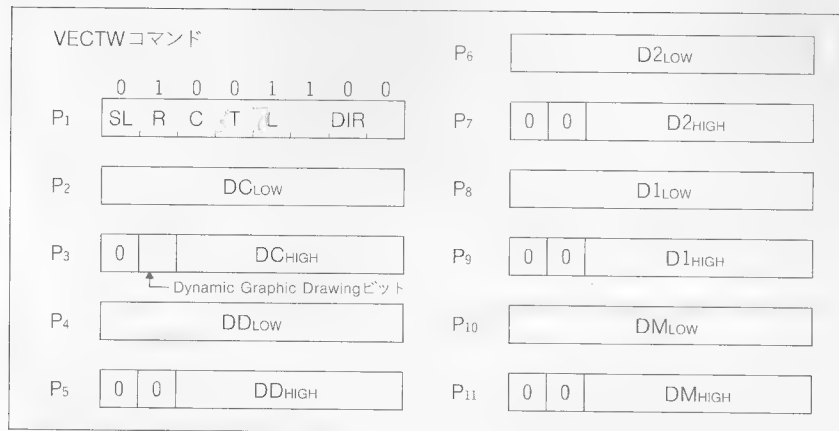 VECTWコマンド
0 1 0 0 1 1 0 0
P1 SL R C T L DIR
P2 DCLOW
P3 0 DCHIGH
Dynamic Graphic Drawingビット
P4 DDLOW
P5 0 0 DDHIGH
P6 D2LOW
P7 0 0 D2HIGH
P8 D1LOW
P9 0 0 D1HIGH
P10 DMLOW
P11 0 0 DMHIGH